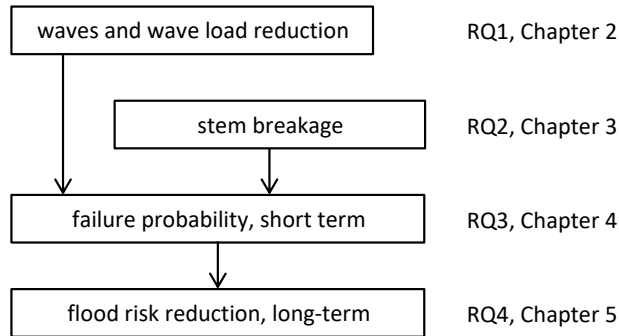 waves and wave load reduction RQ1, Chapter 2
stem breakage RQ2, Chapter 3
failure probability, short term RQ3, Chapter 4
flood risk reduction, long-term RQ4, Chapter 5